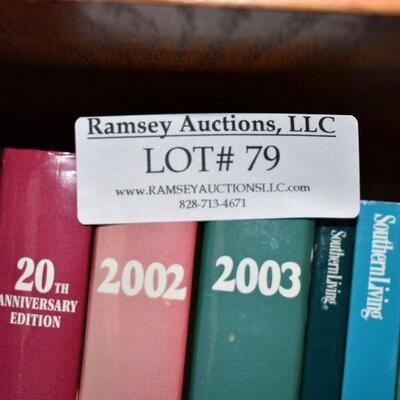 Ramsey Auctions, LLC
LOT# 79
www.RAMSEYAUCTIONSLLC.com
828-713-4671
20TH
ANNIVERSARY
EDITION
2002
2003
Southern Living®
Southern Living